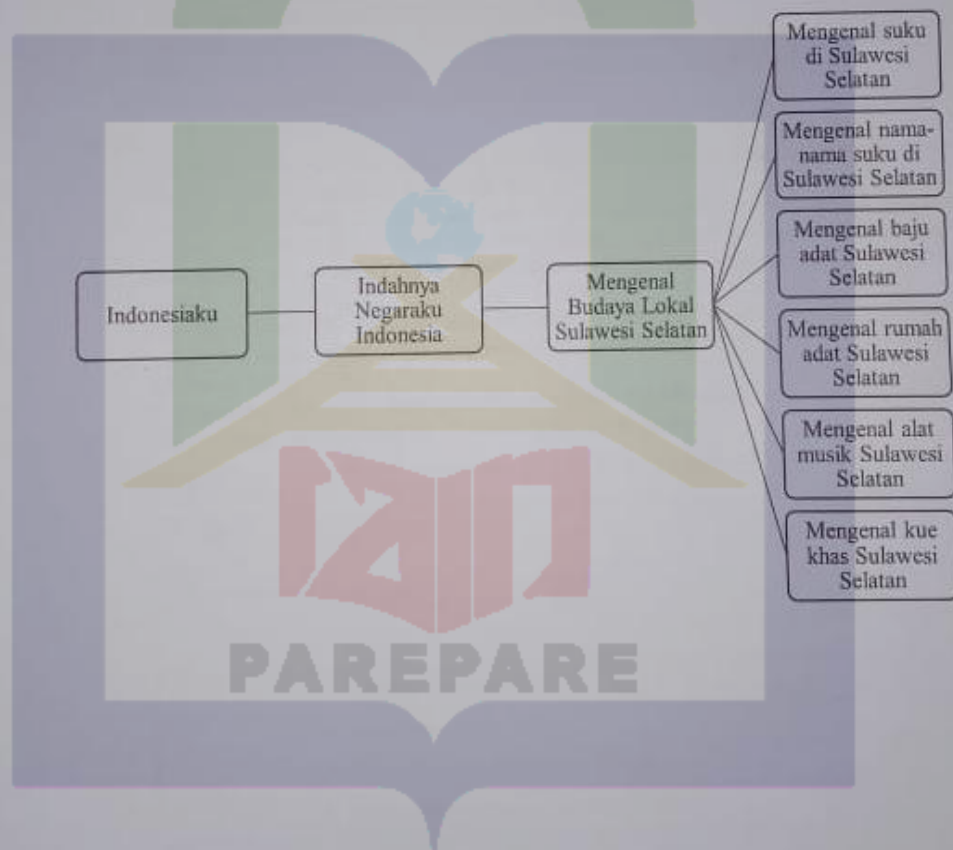 Indonesiaku
Indahnya
Negaraku
Indonesia
Mengenal
Budaya Lokal
Sulawesi Selatan
Mengenal suku
di Sulawesi
Selatan
Mengenal nama-
nama suku di
Sulawesi Selatan
Mengenal baju
adat Sulawesi
Selatan
Mengenal rumah
adat Sulawesi
Selatan
Mengenal alat
musik Sulawesi
Selatan
Mengenal kue
khas Sulawesi
Selatan
iain
PAREPARE